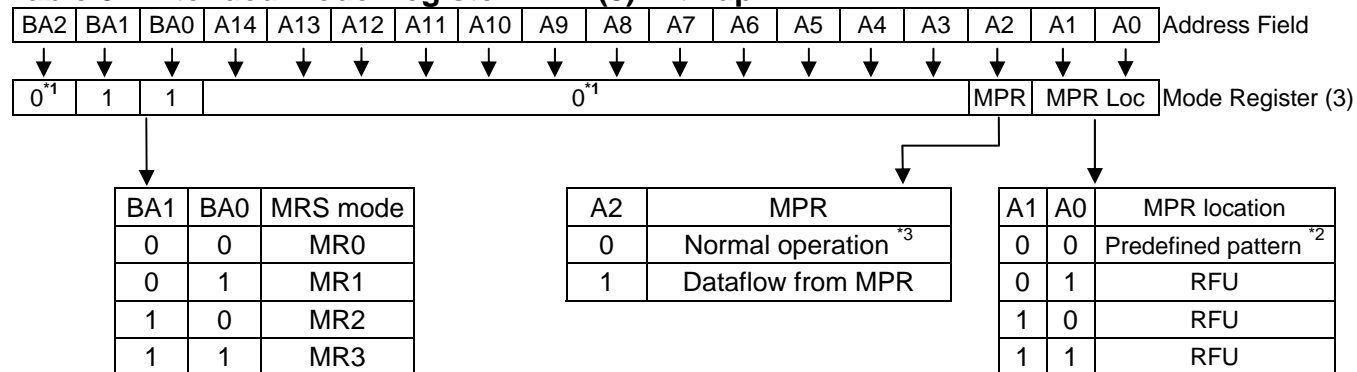 BA2 BA1 BA0 A14 A13 A12 A11 A10 A9 A8 A7 A6 A5 A4 A3 A2 A1 A0 Address Field
0*1 1 1 0*1 MPR MPR Loc Mode Register (3)
BA1 BA0 MRS mode
0 0 MR0
0 1 MR1
1 0 MR2
1 1 MR3
A2 MPR
0 Normal operation *3
1 Dataflow from MPR
A1 A0 MPR location
0 0 Predefined pattern *2
0 1 RFU
1 0 RFU
1 1 RFU